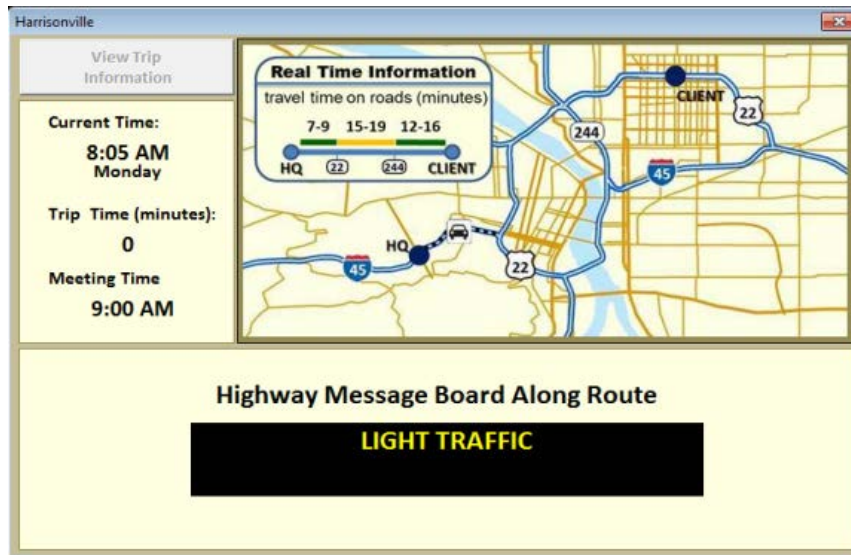 Harrisonville
View Trip
Information
Current Time:
8:05 AM
Monday
Trip Time (minutes):
0
Meeting Time
9:00 AM
Real Time Information
travel time on roads (minutes)
7-9 15-19 12-16
HQ 22 244 CLIENT
CLIENT
22
244
45
HQ
45
22
Highway Message Board Along Route
LIGHT TRAFFIC